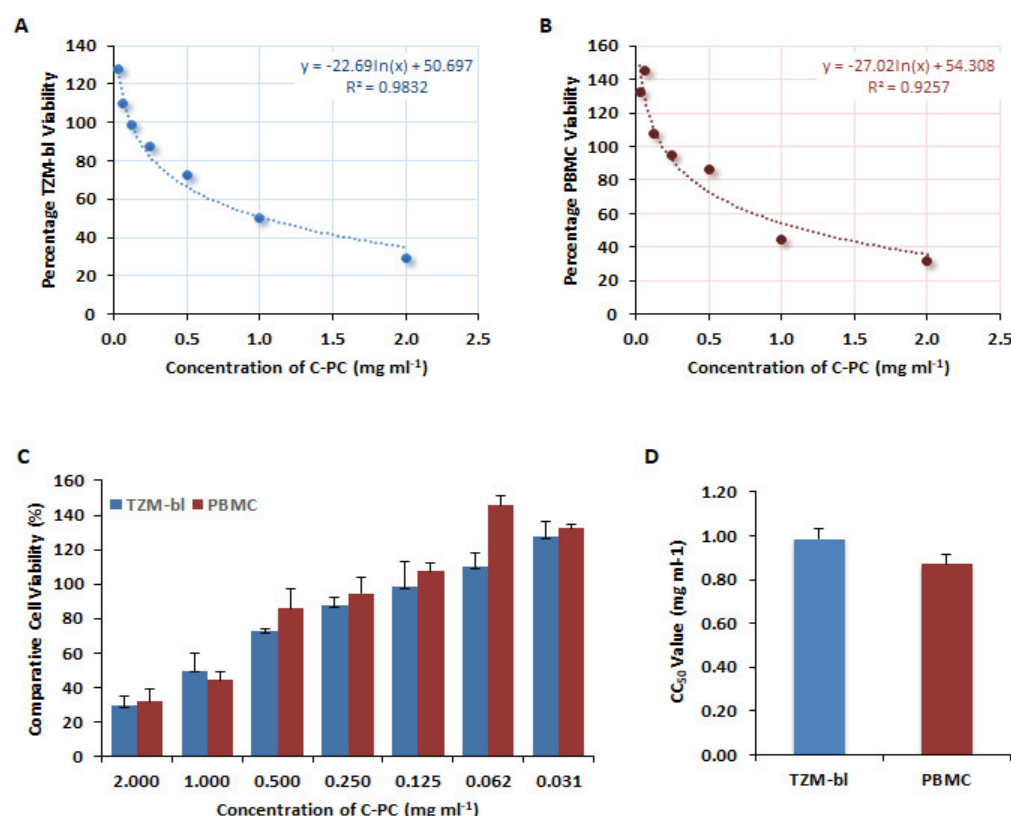 A
140
120
100
80
60
40
20
0
Percentage TZM-bl Viability
y = -22.69ln(x) + 50.697
R² = 0.9832
0.0 0.5 1.0 1.5 2.0 2.5
Concentration of C-PC (mg ml⁻¹)
B
160
140
120
100
80
60
40
20
0
Percentage PBMC Viability
y = -27.02ln(x) + 54.308
R² = 0.9257
0.0 0.5 1.0 1.5 2.0 2.5
Concentration of C-PC (mg ml⁻¹)
C
160
140
120
100
80
60
40
20
0
Comparative Cell Viability (%)
TZM-bl PBMC
2.000 1.000 0.500 0.250 0.125 0.062 0.031
Concentration of C-PC (mg ml⁻¹)
D
1.20
1.00
0.80
0.60
0.40
0.20
0.00
CC₅₀ Value (mg ml-1)
TZM-bl PBMC